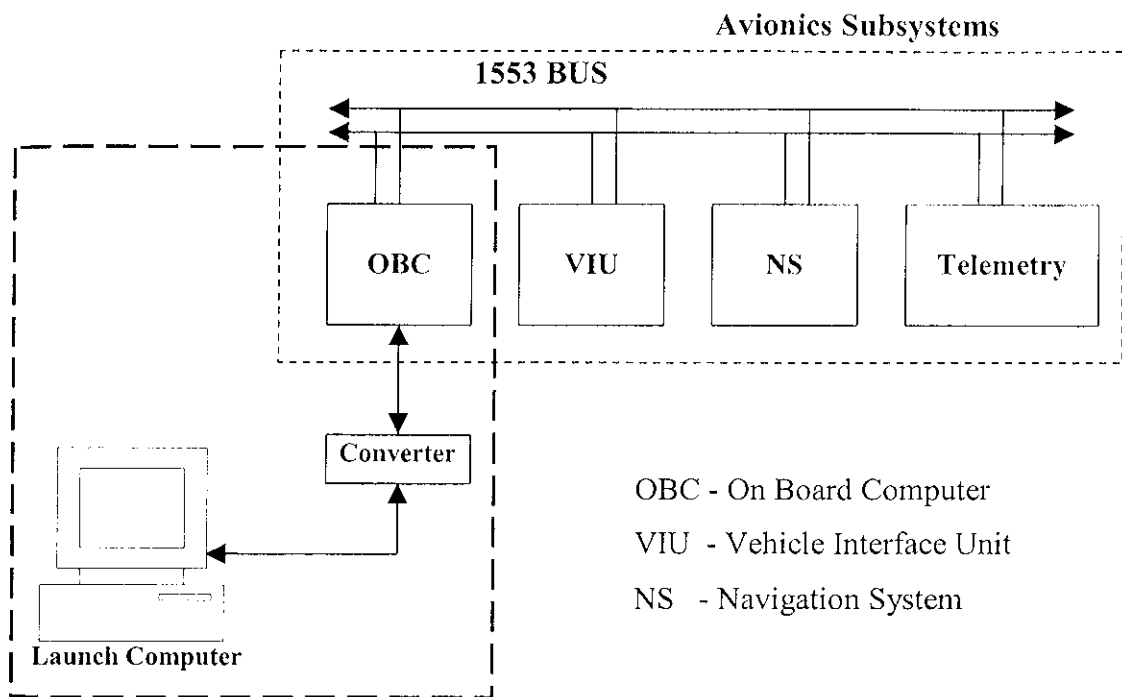 Avionics Subsystems
1553 BUS
OBC
VIU
NS
Telemetry
Converter
Launch Computer
OBC - On Board Computer
VIU - Vehicle Interface Unit
NS - Navigation System